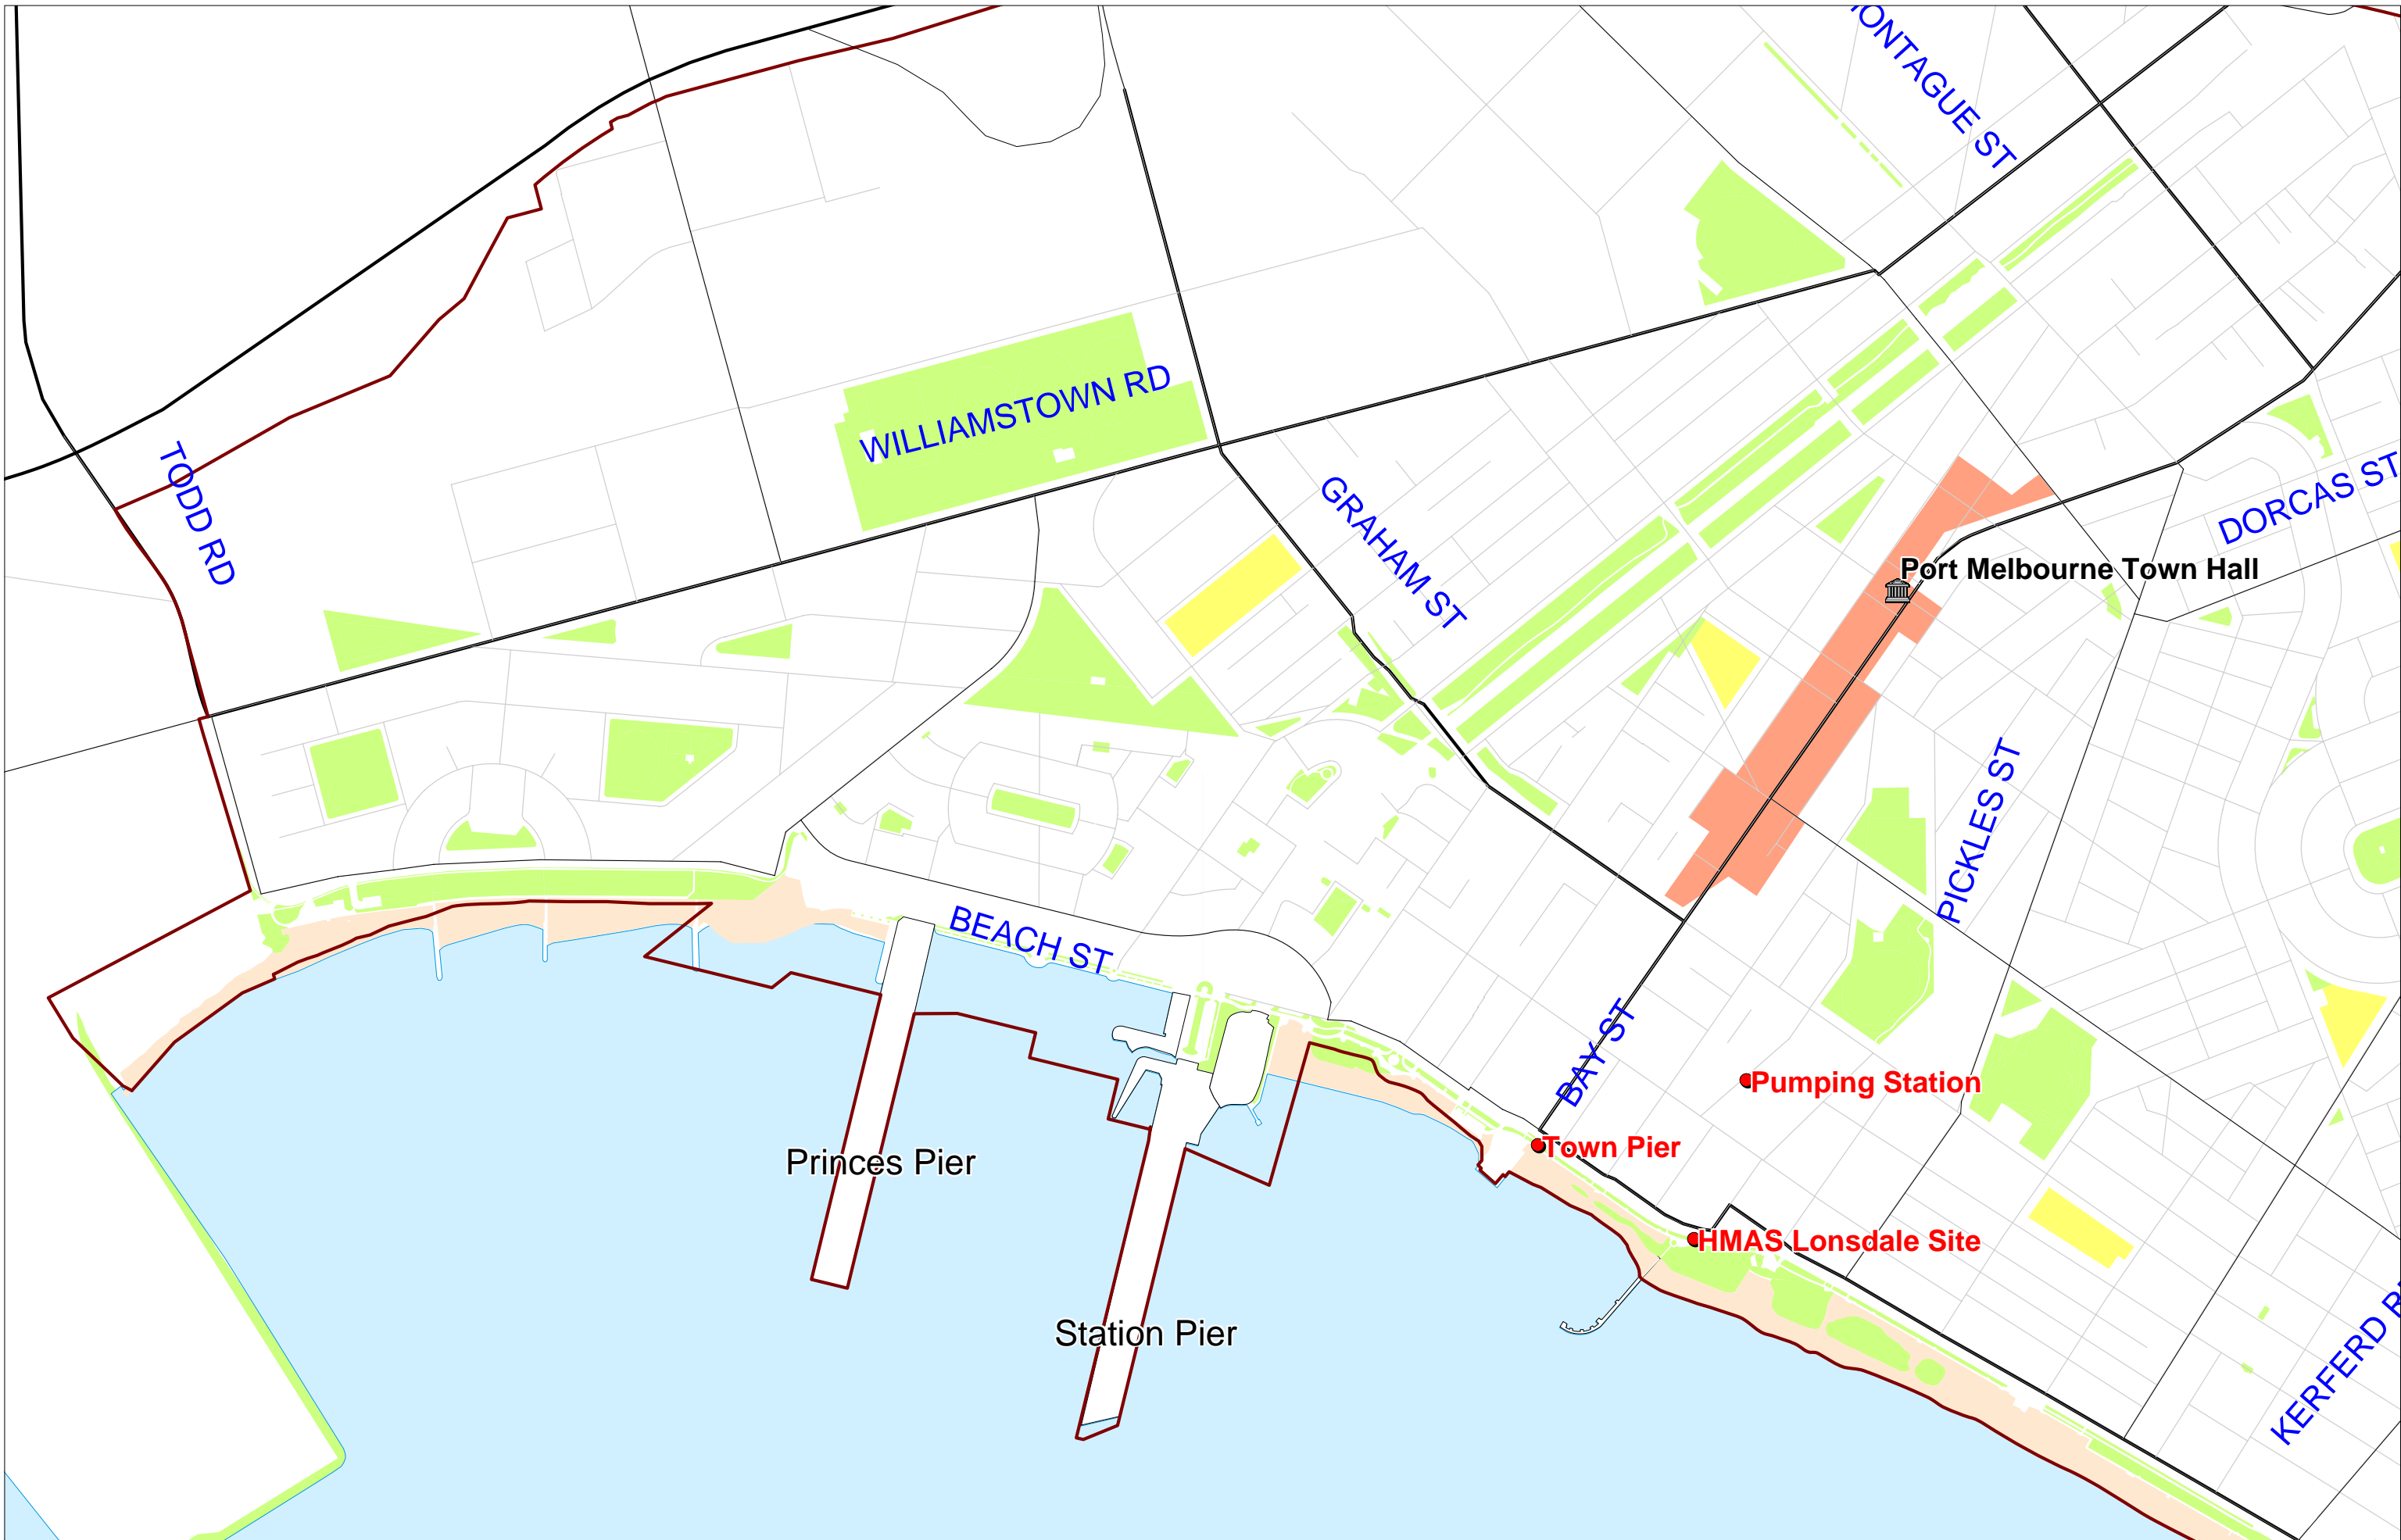 MONTAGUE ST
WILLIAMSTOWN RD
TODD RD
GRAHAM ST
DORCAS ST
Port Melbourne Town Hall
PICKLES ST
BEACH ST
BAY ST
Pumping Station
Town Pier
Princes Pier
HMAS Lonsdale Site
Station Pier
KERFERD